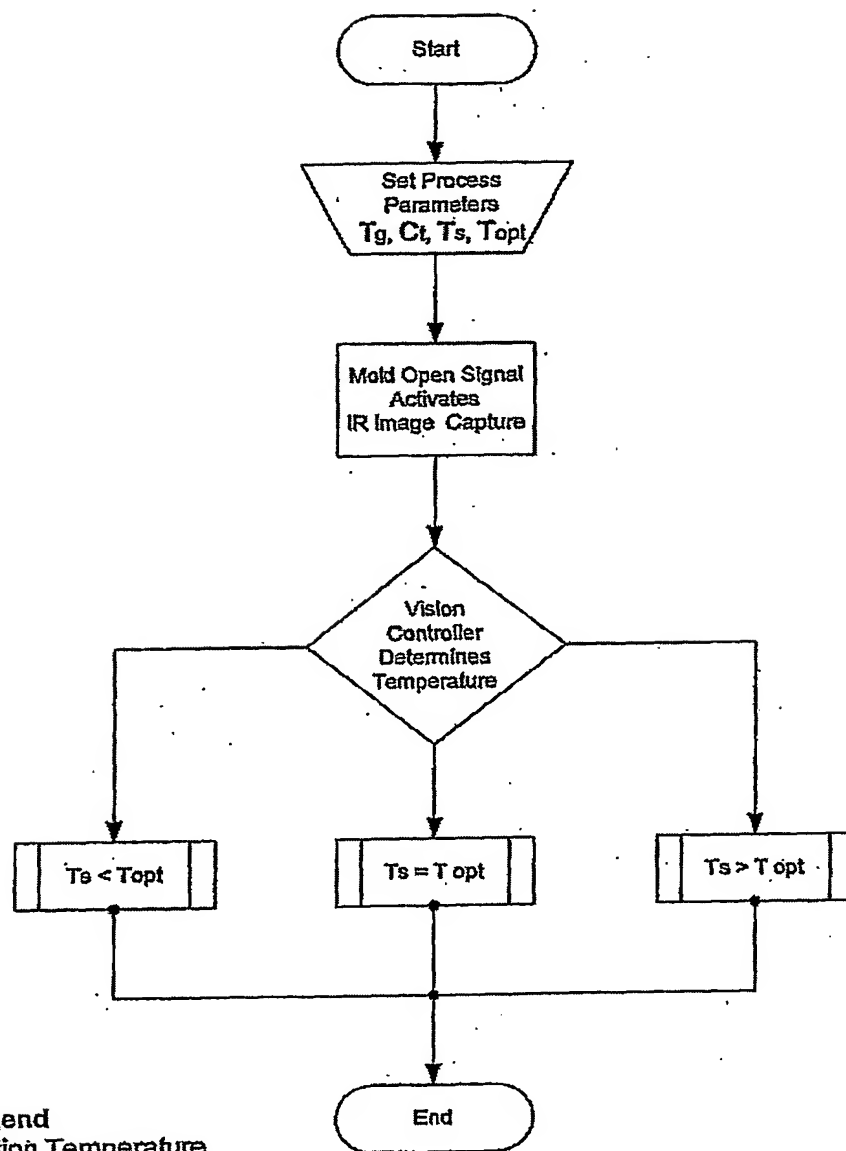 Start
Set Process
Parameters
Tg, Ct, Ts, Topt
Mold Open Signal
Activates
IR Image Capture
Vision
Controller
Determines
Temperature
Ts < Topt
Ts = T opt
Ts > T opt
End
end
Temperature